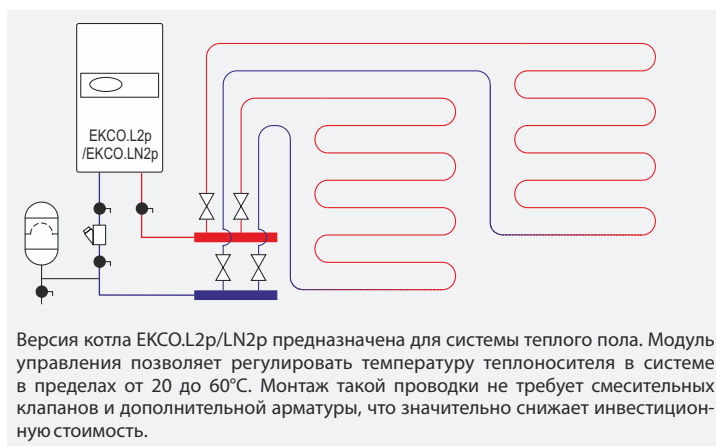 EKCO.L2p
/EKCO.LN2p
Версия котла EKCO.L2p/LN2p предназначена для системы теплого пола. Модуль
управления позволяет регулировать температуру теплоносителя в системе
в пределах от 20 до 60°C. Монтаж такой проводки не требует смесительных
клапанов и дополнительной арматуры, что значительно снижает инвестицион-
ную стоимость.